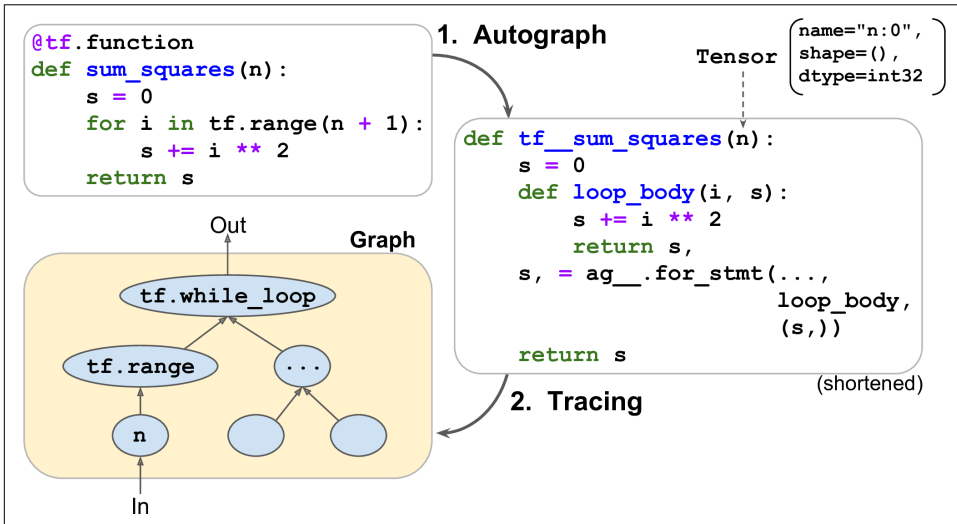 @tf.function
def sum_squares(n):
    s = 0
    for i in tf.range(n + 1):
        s += i ** 2
    return s
1. Autograph
Tensor
name="n:0",
shape=(),
dtype=int32
def tf__sum_squares(n):
    s = 0
    def loop_body(i, s):
        s += i ** 2
        return s,
    s, = ag__.for_stmt(...,
                       loop_body,
                       (s,))
    return s
(shortened)
2. Tracing
Graph
Out
tf.while_loop
tf.range
...
n
In